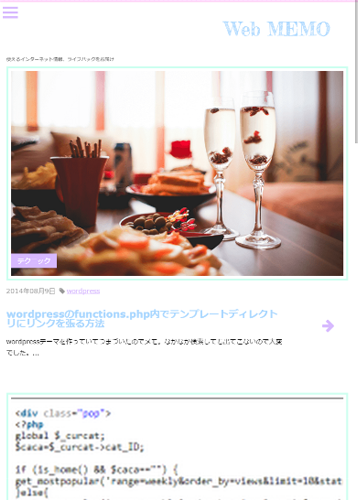 Web MEMO
使えるインターネット情報、ライフハックをお届け
テクニック
2014年08月9日 wordpress
wordpressのfunctions.php内でテンプレートディレクト
リにリンクを張る方法
wordpressテーマを作っていてつまづいたのでメモ。なかなか検索しても出てこないので大変
でした。...
<div class="pop">
<?php
global $_curcat;
$caca=$_curcat->cat_ID;
if (is_home() && $caca=="") {
get_mostpopular('range=weekly&order_by=views&limit=10&stat
}else{